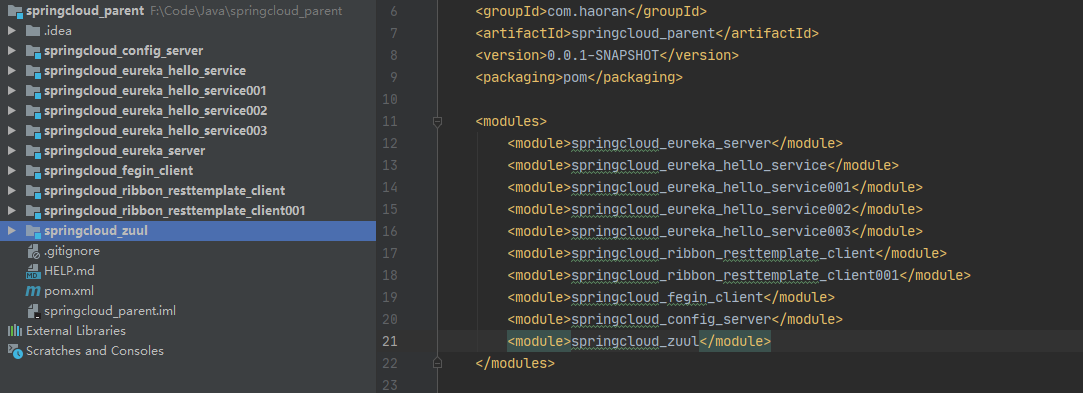 springcloud_parent F:\Code\Java\springcloud_parent
.idea
springcloud_config_server
springcloud_eureka_hello_service
springcloud_eureka_hello_service001
springcloud_eureka_hello_service002
springcloud_eureka_hello_service003
springcloud_eureka_server
springcloud_fegin_client
springcloud_ribbon_resttemplate_client
springcloud_ribbon_resttemplate_client001
springcloud_zuul
.gitignore
HELP.md
pom.xml
springcloud_parent.iml
External Libraries
Scratches and Consoles
6 <groupId>com.haoran</groupId>
7 <artifactId>springcloud_parent</artifactId>
8 <version>0.0.1-SNAPSHOT</version>
9 <packaging>pom</packaging>
10
11 <modules>
12 <module>springcloud_eureka_server</module>
13 <module>springcloud_eureka_hello_service</module>
14 <module>springcloud_eureka_hello_service001</module>
15 <module>springcloud_eureka_hello_service002</module>
16 <module>springcloud_eureka_hello_service003</module>
17 <module>springcloud_ribbon_resttemplate_client</module>
18 <module>springcloud_ribbon_resttemplate_client001</module>
19 <module>springcloud_fegin_client</module>
20 <module>springcloud_config_server</module>
21 <module>springcloud_zuul</module>
22 </modules>
23